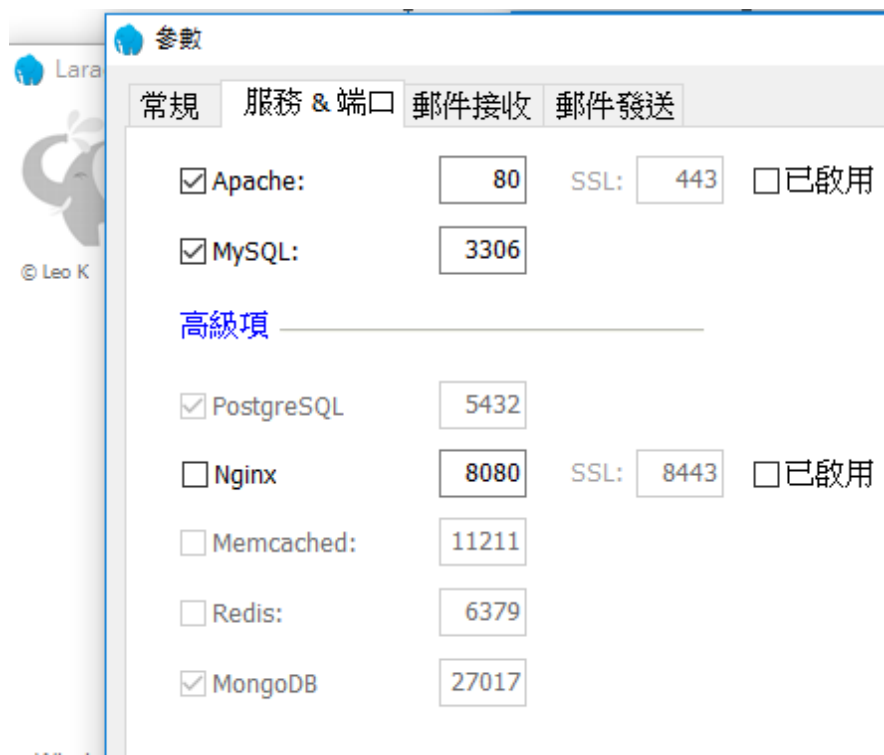 參數
Lara
常規 服務 & 端口 郵件接收 郵件發送
© Leo K
Apache: 80 SSL: 443 已啟用
MySQL: 3306
高級項
PostgreSQL 5432
Nginx 8080 SSL: 8443 已啟用
Memcached: 11211
Redis: 6379
MongoDB 27017